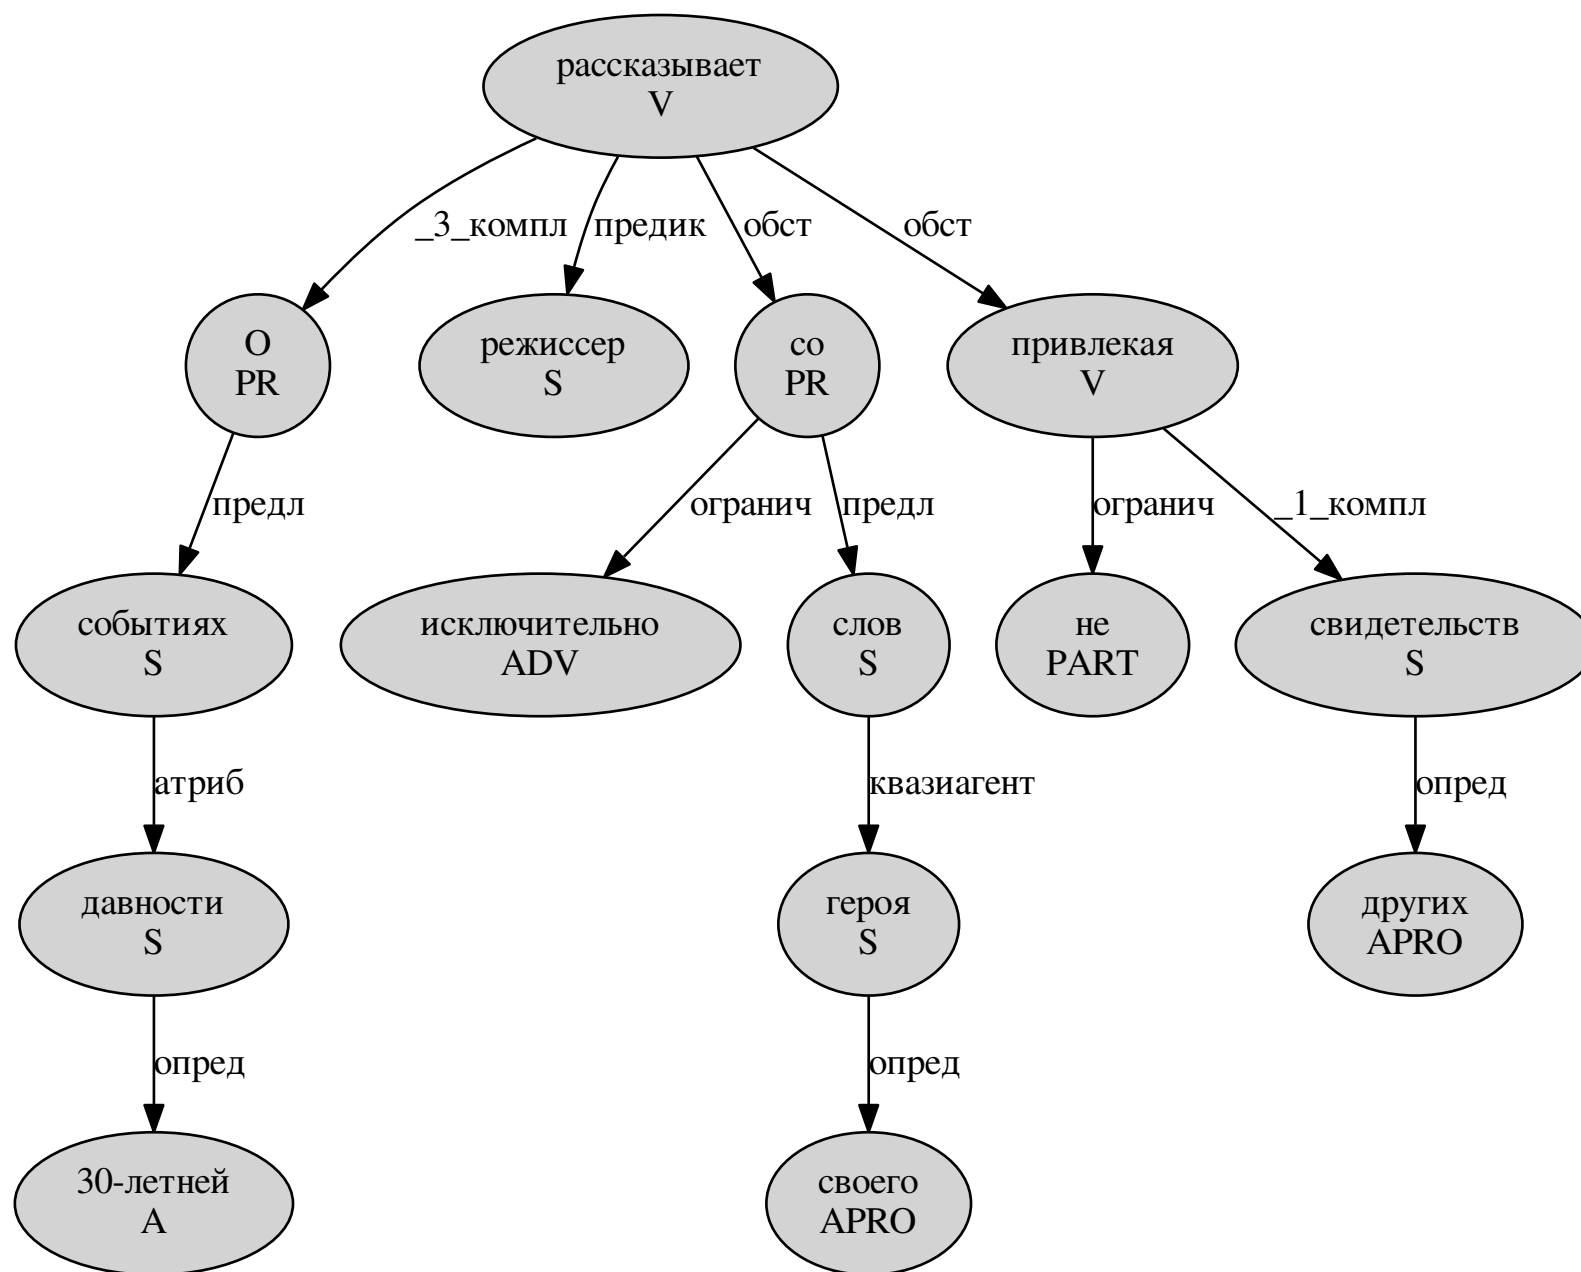 рассказывает
V
_3_компл
предик
обст
обст
О
PR
режиссер
S
со
PR
привлекая
V
предл
огранич
предл
огранич
_1_компл
событиях
S
исключительно
ADV
слов
S
не
PART
свидетельств
S
атриб
квазиагент
опред
давности
S
героя
S
других
APRO
опред
опред
30-летней
A
своего
APRO